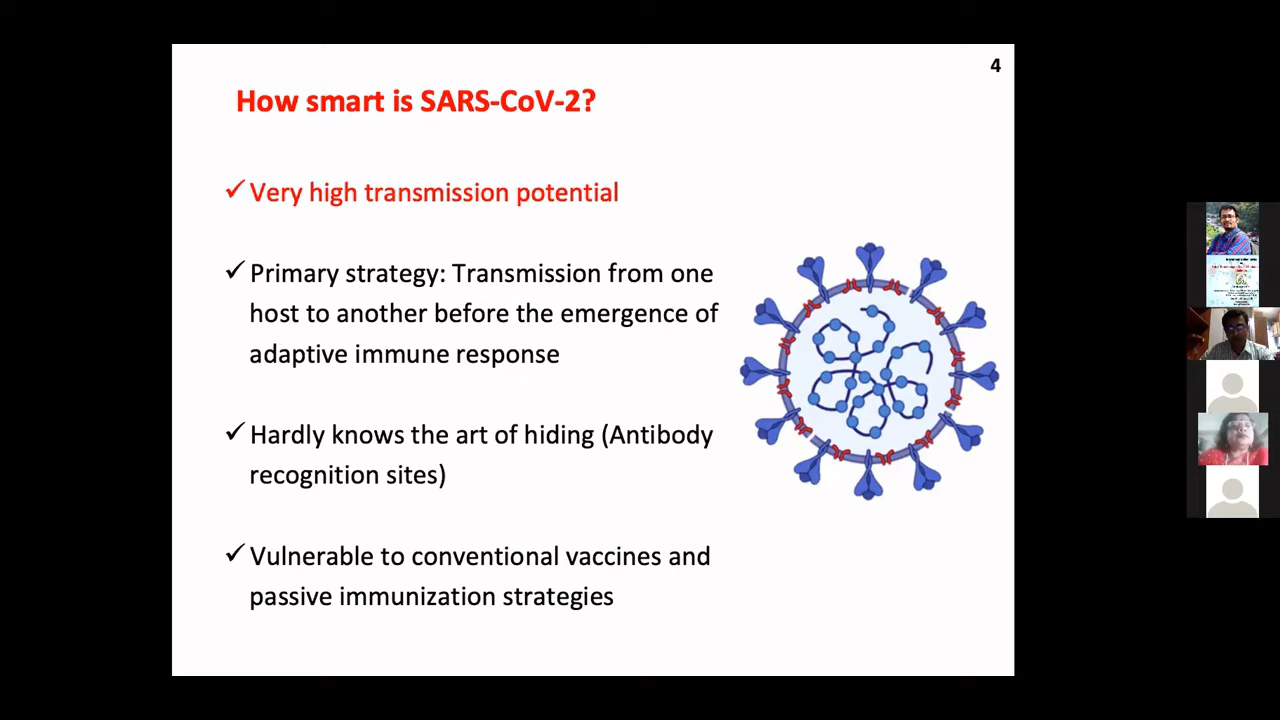 4
How smart is SARS-CoV-2?
✓ Very high transmission potential
✓ Primary strategy: Transmission from one
host to another before the emergence of
adaptive immune response
✓ Hardly knows the art of hiding (Antibody
recognition sites)
✓ Vulnerable to conventional vaccines and
passive immunization strategies